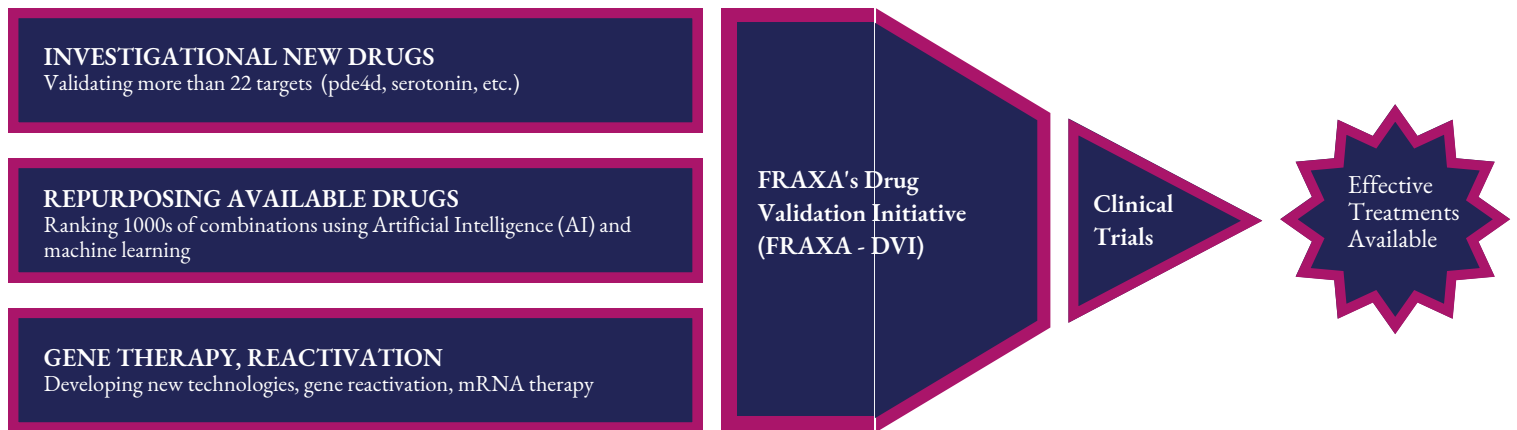 INVESTIGATIONAL NEW DRUGS
Validating more than 22 targets  (pde4d, serotonin, etc.)
REPURPOSING AVAILABLE DRUGS
Ranking 1000s of combinations using Artificial Intelligence (AI) and
machine learning
GENE THERAPY, REACTIVATION
Developing new technologies, gene reactivation, mRNA therapy
FRAXA's Drug
Validation Initiative
(FRAXA - DVI)
Clinical
Trials
Effective
Treatments
Available